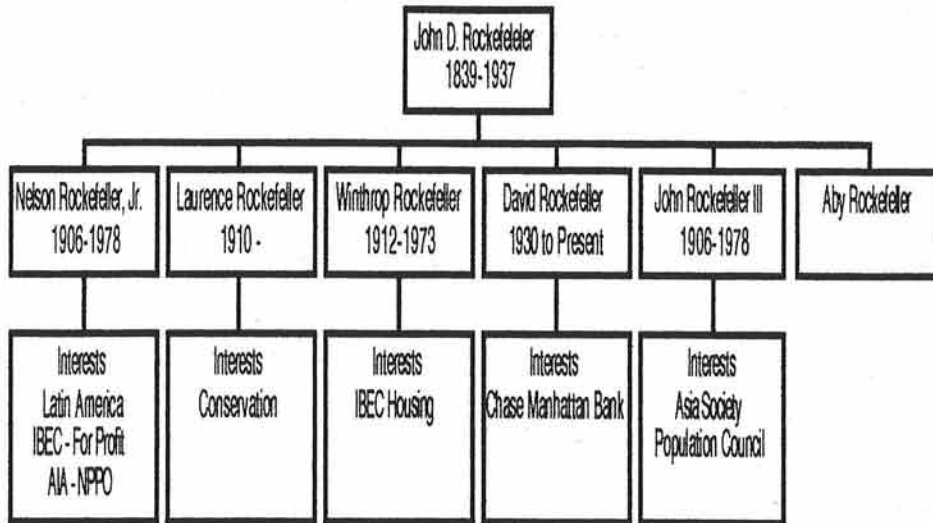 John D. Rockefeleler
1839-1937
Nelson Rockefeller, Jr.
1906-1978
Laurence Rockefeller
1910 -
Winthrop Rockefeller
1912-1973
David Rockefeller
1930 to Present
John Rockefeller III
1906-1978
Aby Rockefeller
Interests
Latin America
IBEC - For Profit
AIA - NPPO
Interests
Conservation
Interests
IBEC Housing
Interests
Chase Manhattan Bank
Interests
Asia Society
Population Council